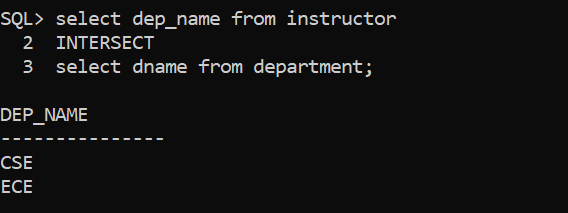 SQL> select dep_name from instructor
  2  INTERSECT
  3  select dname from department;
DEP_NAME
---------------
CSE
ECE